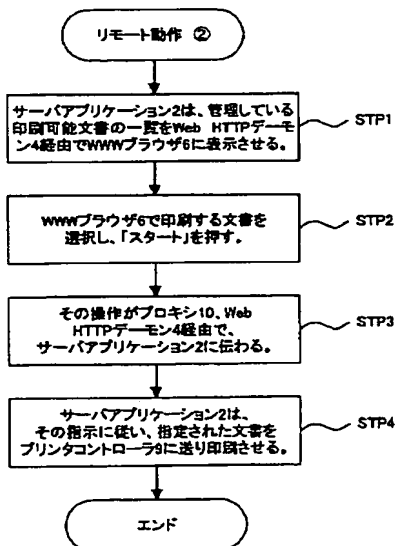 リモート動作 ②
サーバアプリケーション2は、管理している
印刷可能文書の一覧をWeb HTTPデーモ
ン4経由でWWWブラウザ6に表示させる。
STP1
WWWブラウザ6で印刷する文書を
選択し、「スタート」を押す。
STP2
その操作がプロキシ10、Web
HTTPデーモン4経由で、
サーバアプリケーション2に伝わる。
STP3
サーバアプリケーション2は、
その指示に従い、指定された文書を
プリンタコントローラ9に送り印刷させる。
STP4
エンド